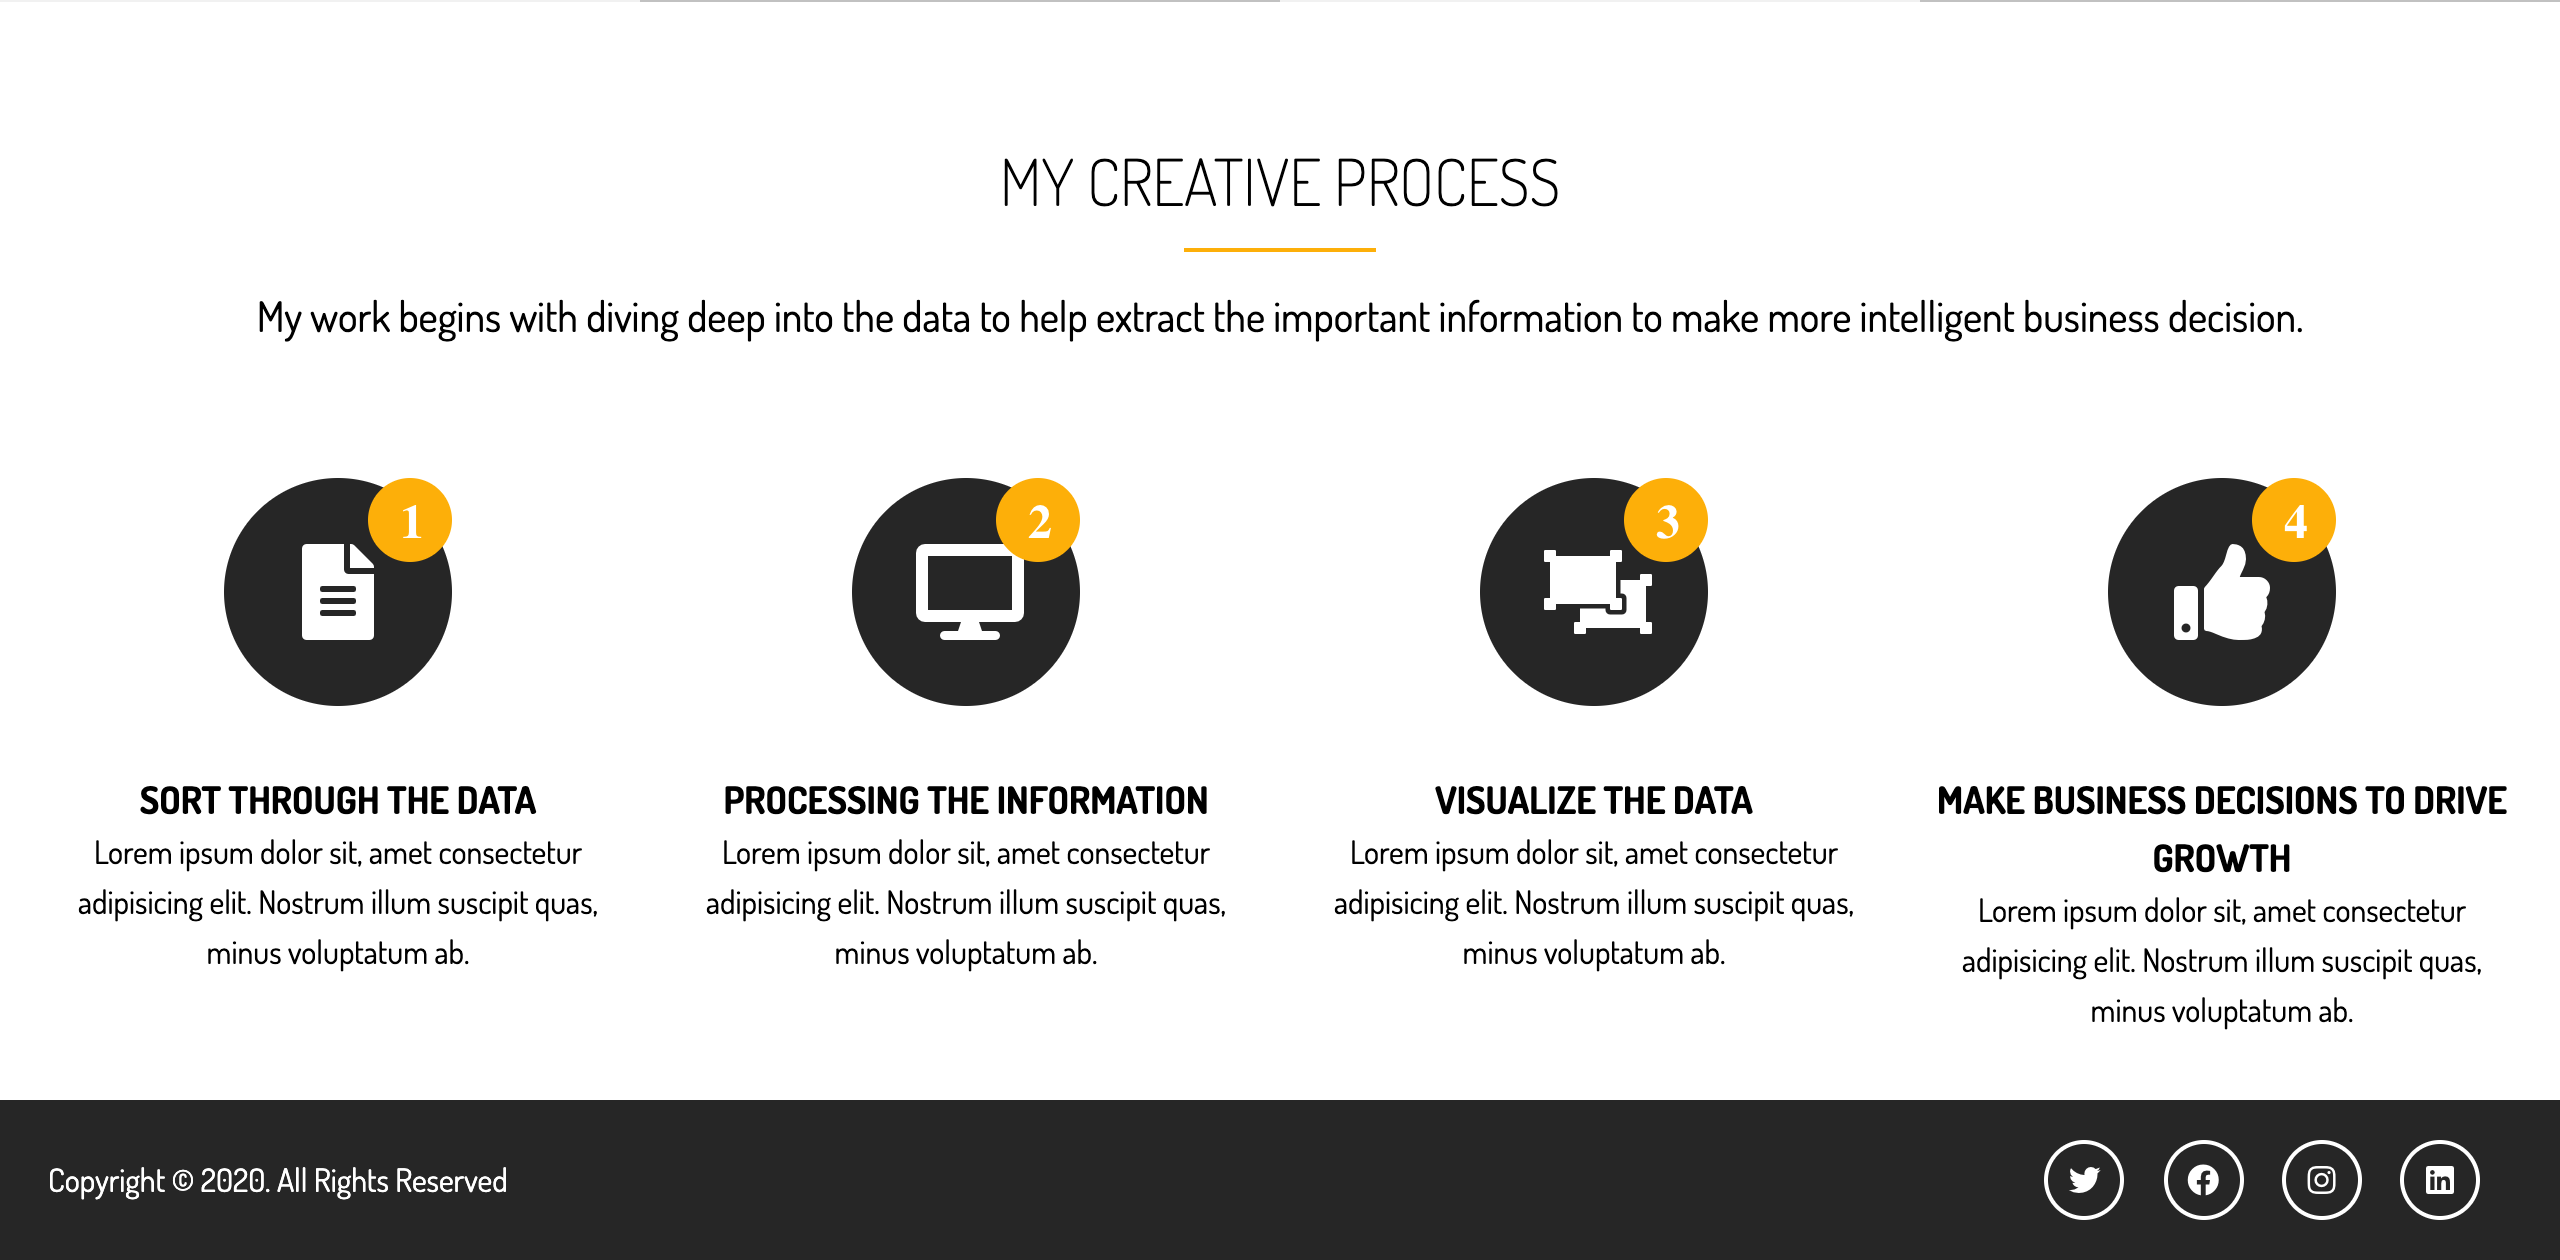 MY CREATIVE PROCESS
My work begins with diving deep into the data to help extract the important information to make more intelligent business decision.
1
SORT THROUGH THE DATA
Lorem ipsum dolor sit, amet consectetur
adipisicing elit. Nostrum illum suscipit quas,
minus voluptatum ab.
2
PROCESSING THE INFORMATION
Lorem ipsum dolor sit, amet consectetur
adipisicing elit. Nostrum illum suscipit quas,
minus voluptatum ab.
3
VISUALIZE THE DATA
Lorem ipsum dolor sit, amet consectetur
adipisicing elit. Nostrum illum suscipit quas,
minus voluptatum ab.
4
MAKE BUSINESS DECISIONS TO DRIVE
GROWTH
Lorem ipsum dolor sit, amet consectetur
adipisicing elit. Nostrum illum suscipit quas,
minus voluptatum ab.
Copyright © 2020. All Rights Reserved